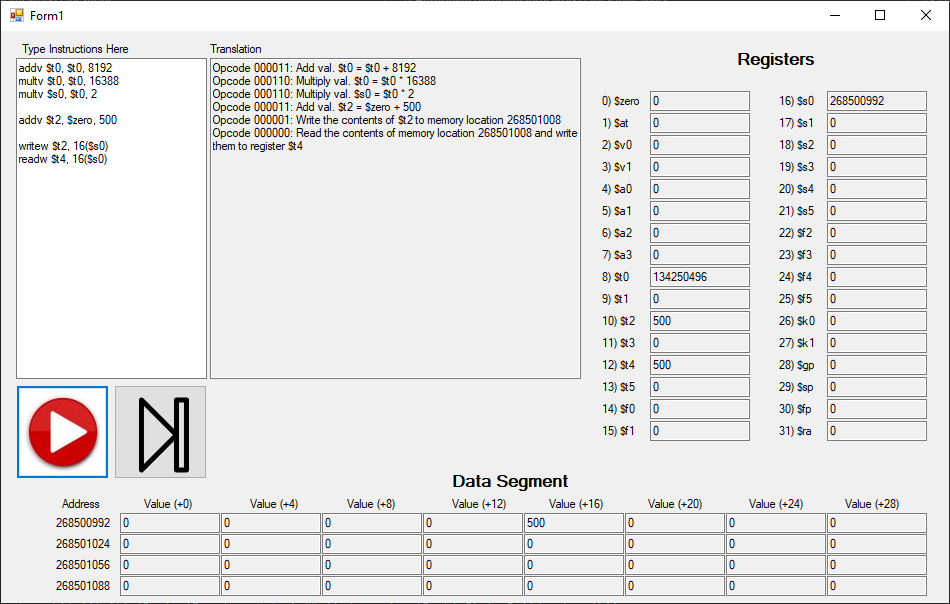 Form1
Type Instructions Here
addv $t0, $t0, 8192
multv $t0, $t0, 16388
multv $s0, $t0, 2
addv $t2, $zero, 500
writew $t2, 16($s0)
readw $t4, 16($s0)
Translation
Opcode 000011: Add val. $t0 = $t0 + 8192
Opcode 000110: Multiply val. $t0 = $t0 * 16388
Opcode 000110: Multiply val. $s0 = $t0 * 2
Opcode 000011: Add val. $t2 = $zero + 500
Opcode 000001: Write the contents of $t2 to memory location 268501008
Opcode 000000: Read the contents of memory location 268501008 and write
them to register $t4
Registers
0) $zero 0 16) $s0 268500992
1) $at 0 17) $s1 0
2) $v0 0 18) $s2 0
3) $v1 0 19) $s3 0
4) $a0 0 20) $s4 0
5) $a1 0 21) $s5 0
6) $a2 0 22) $f2 0
7) $a3 0 23) $f3 0
8) $t0 134250496 24) $f4 0
9) $t1 0 25) $f5 0
10) $t2 500 26) $k0 0
11) $t3 0 27) $k1 0
12) $t4 500 28) $gp 0
13) $t5 0 29) $sp 0
14) $f0 0 30) $fp 0
15) $f1 0 31) $ra 0
Data Segment
Address Value (+0) Value (+4) Value (+8) Value (+12) Value (+16) Value (+20) Value (+24) Value (+28)
268500992 0 0 0 0 500 0 0 0
268501024 0 0 0 0 0 0 0 0
268501056 0 0 0 0 0 0 0 0
268501088 0 0 0 0 0 0 0 0